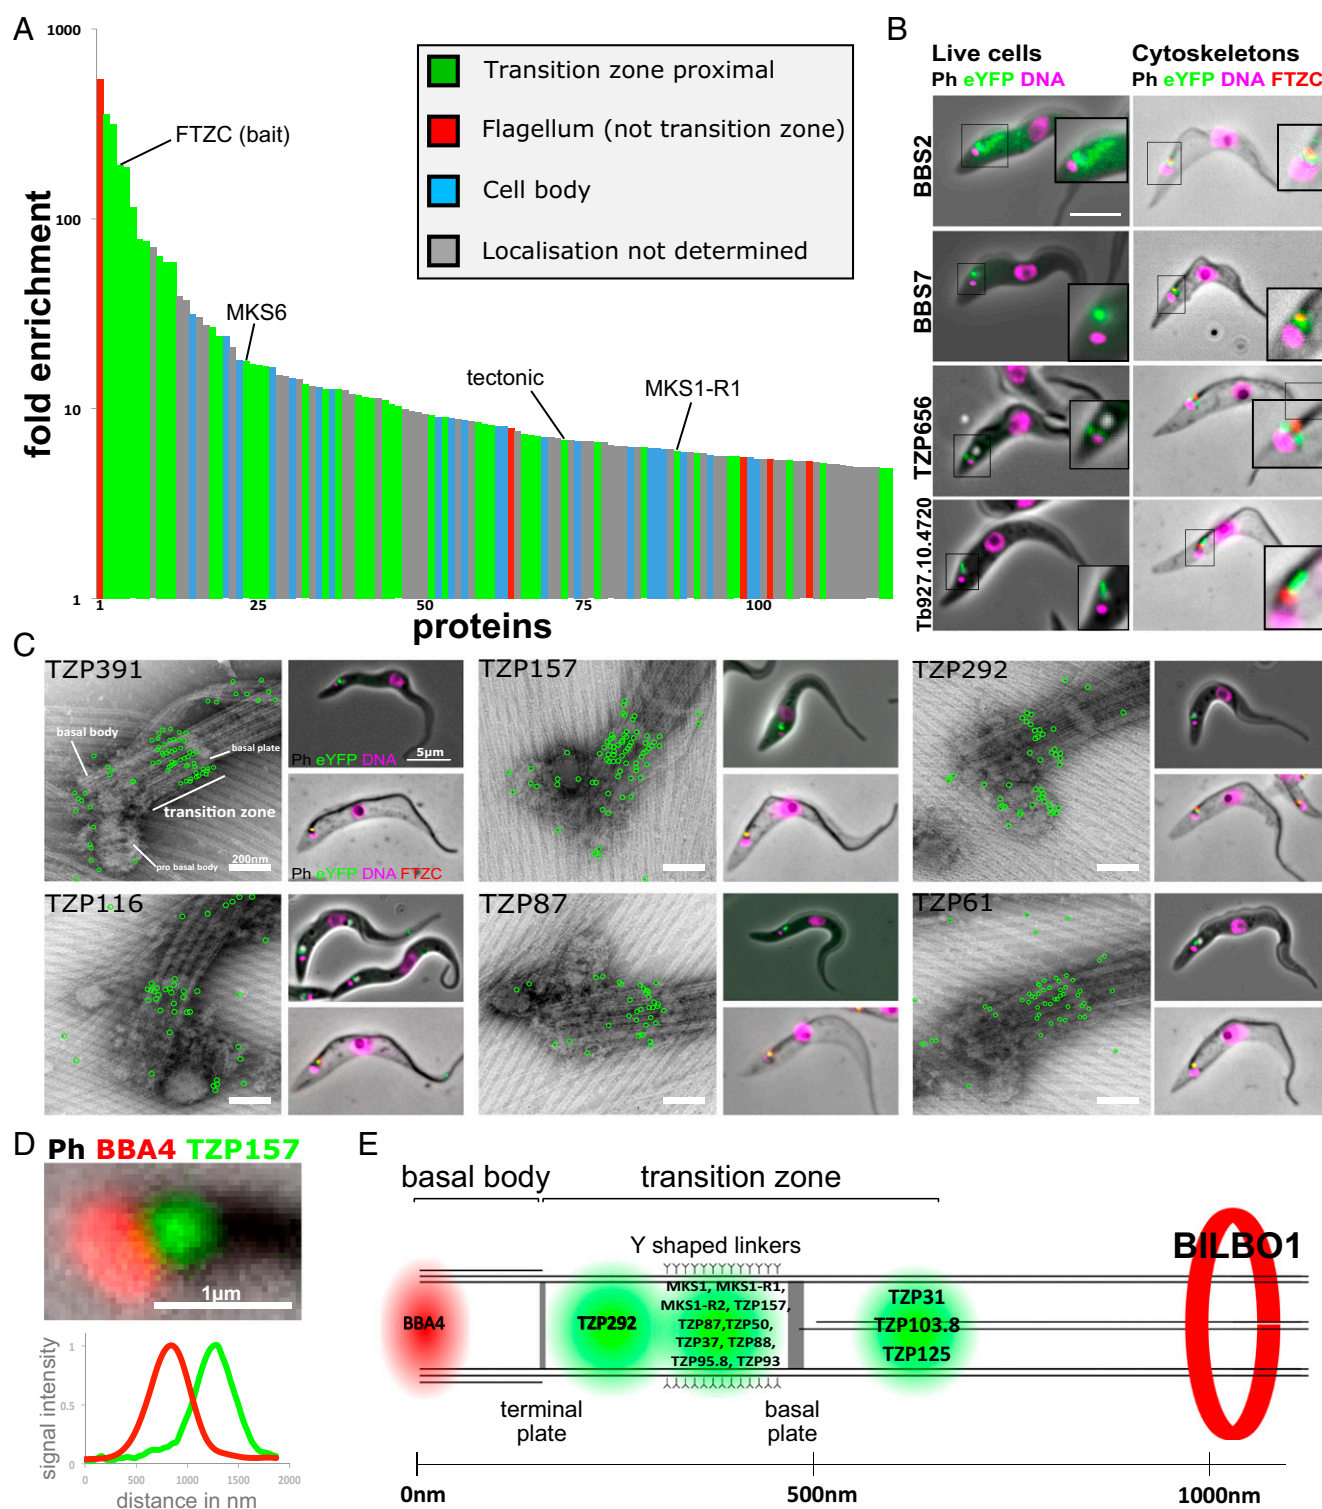 A
1000
100
10
1
fold enrichment
FTZC (bait)
MKS6
tectonic
MKS1-R1
Transition zone proximal
Flagellum (not transition zone)
Cell body
Localisation not determined
1
25
50
75
100
proteins
B
Live cells
Cytoskeletons
Ph eYFP DNA
Ph eYFP DNA FTZC
BBS2
BBS7
TZP656
Tb927.10.4720
C
TZP391
basal body
basal plate
transition zone
pro basal body
200nm
Ph eYFP DNA
5µm
Ph eYFP DNA FTZC
TZP157
TZP292
TZP116
TZP87
TZP61
D
Ph BBA4 TZP157
1µm
signal intensity
1
0.5
0
0
500
1000
1500
2000
distance in nm
E
basal body
transition zone
Y shaped linkers
BILBO1
BBA4
TZP292
MKS1, MKS1-R1,
MKS1-R2, TZP157,
TZP87,TZP50,
TZP37, TZP88,
TZP95.8, TZP93
TZP31
TZP103.8
TZP125
terminal
plate
basal
plate
0nm
500nm
1000nm